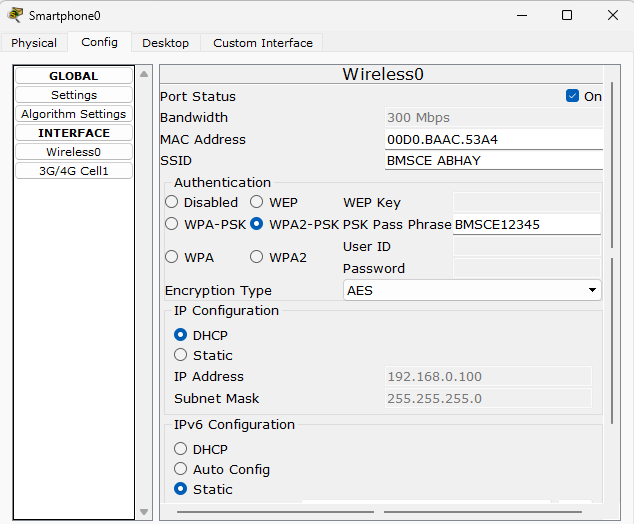 Smartphone0
Physical Config Desktop Custom Interface
GLOBAL
Settings
Algorithm Settings
INTERFACE
Wireless0
3G/4G Cell1
Wireless0
Port Status On
Bandwidth 300 Mbps
MAC Address 00D0.BAAC.53A4
SSID BMSCE ABHAY
Authentication
Disabled WEP WEP Key
WPA-PSK WPA2-PSK PSK Pass Phrase BMSCE12345
User ID
WPA WPA2
Password
Encryption Type AES
IP Configuration
DHCP
Static
IP Address 192.168.0.100
Subnet Mask 255.255.255.0
IPv6 Configuration
DHCP
Auto Config
Static